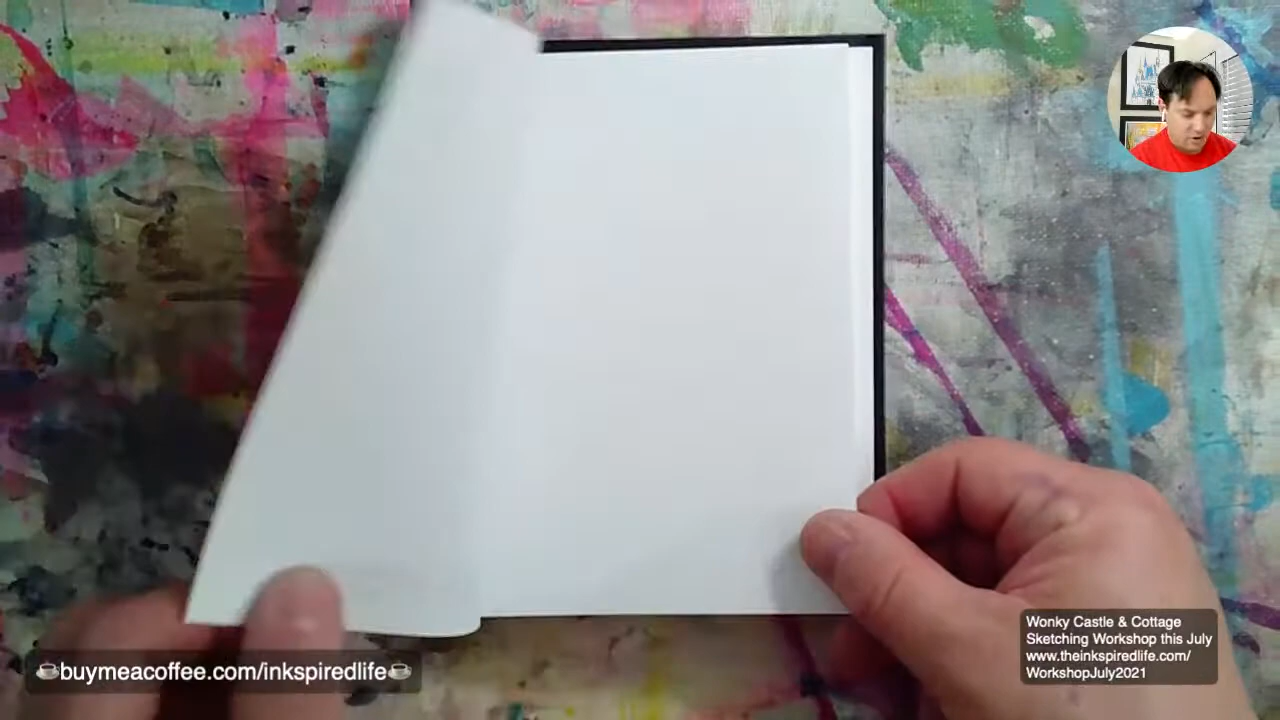 ☕buymeacoffee.com/inkspiredlife☕
Wonky Castle & Cottage
Sketching Workshop this July
www.theinkspiredlife.com/
WorkshopJuly2021